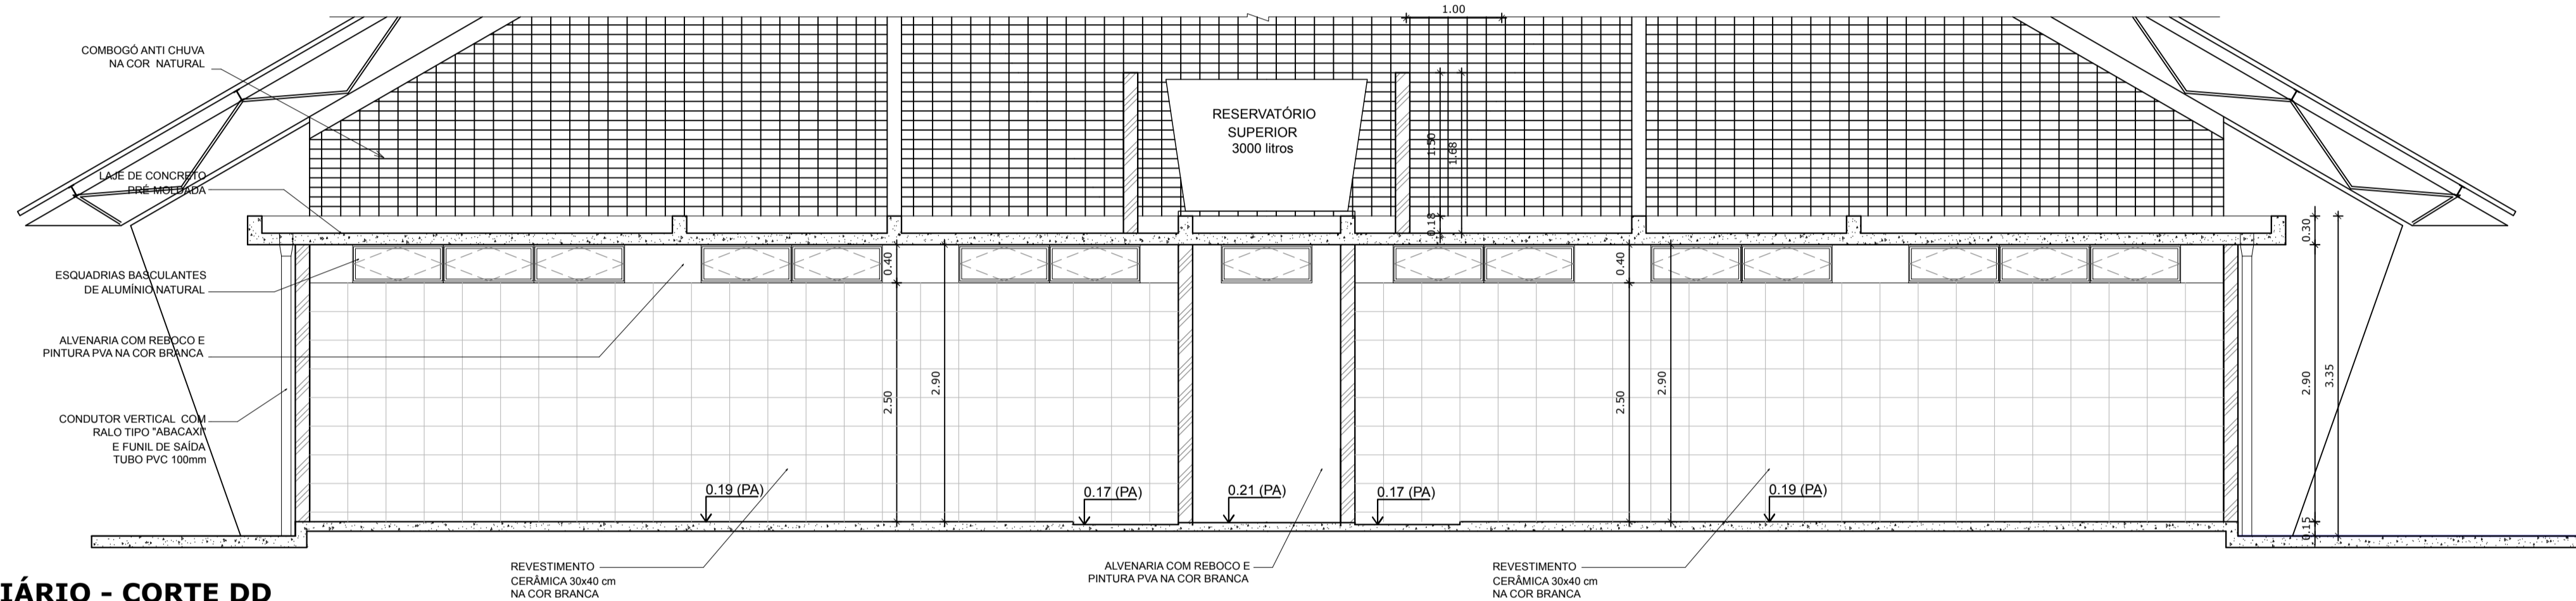 1.00
COMBOGÓ ANTI CHUVA
NA COR NATURAL
RESERVATÓRIO
SUPERIOR
3000 litros
1.50
1.68
LAJE DE CONCRETO
PRÉ MOLDADA
0.18
0.30
ESQUADRIAS BASCULANTES
DE ALUMÍNIO NATURAL
0.40
0.40
ALVENARIA COM REBOCO E
PINTURA PVA NA COR BRANCA
2.50
2.90
2.50
2.90
2.90
3.35
CONDUTOR VERTICAL COM
RALO TIPO "ABACAXI"
E FUNIL DE SAÍDA
TUBO PVC 100mm
0.19 (PA)
0.17 (PA)
0.21 (PA)
0.17 (PA)
0.19 (PA)
0.15
REVESTIMENTO
CERÂMICA 30x40 cm
NA COR BRANCA
ALVENARIA COM REBOCO E
PINTURA PVA NA COR BRANCA
REVESTIMENTO
CERÂMICA 30x40 cm
NA COR BRANCA
IÁRIO - CORTE DD